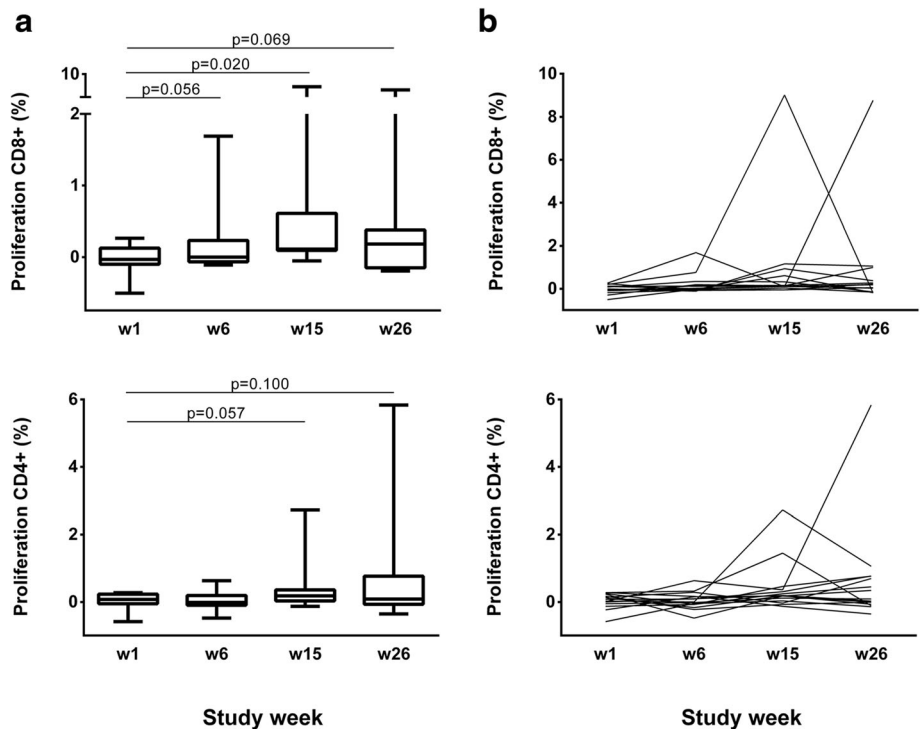 a
p=0.069
p=0.020
p=0.056
Proliferation CD8+ (%)
10
2
1
0
w1 w6 w15 w26
b
Proliferation CD8+ (%)
10
8
6
4
2
0
w1 w6 w15 w26
p=0.100
p=0.057
Proliferation CD4+ (%)
6
4
2
0
w1 w6 w15 w26
Study week
Proliferation CD4+ (%)
6
4
2
0
w1 w6 w15 w26
Study week